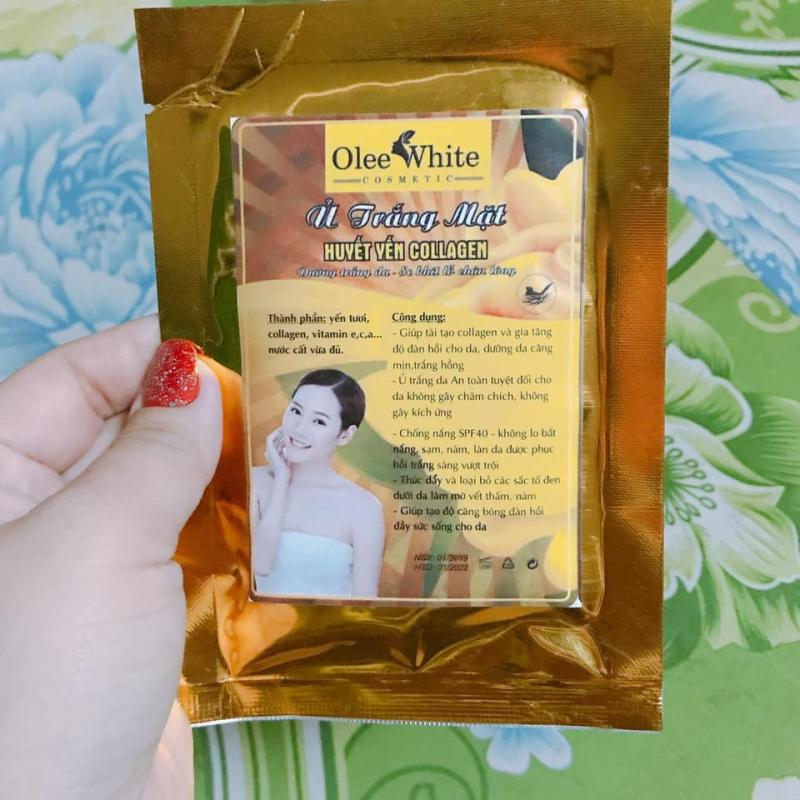 Olee White
COSMETIC
Ủ Trắng Mặt
HUYẾT YẾN COLLAGEN
Dưỡng trắng da - Se khít lỗ chân lông
Thành phần: yến tươi,
collagen, vitamin e,c,a...
nước cất vừa đủ.
Công dụng:
- Giúp tái tạo collagen và gia tăng
độ đàn hồi cho da, dưỡng da căng
mịn,trắng hồng
- Ủ trắng da An toàn tuyệt đối cho
da không gây châm chích, không
gây kích ứng
- Chống nắng SPF40 - không lo bắt
nắng, sạm, nám, làn da được phục
hồi trắng sáng vượt trội
- Thúc đẩy và loại bỏ các sắc tố đen
dưới da làm mờ vết thâm, nám
- Giúp tạo độ căng bóng đàn hồi
đầy sức sống cho da
NSX: 01/2019
HSD: 01/2022